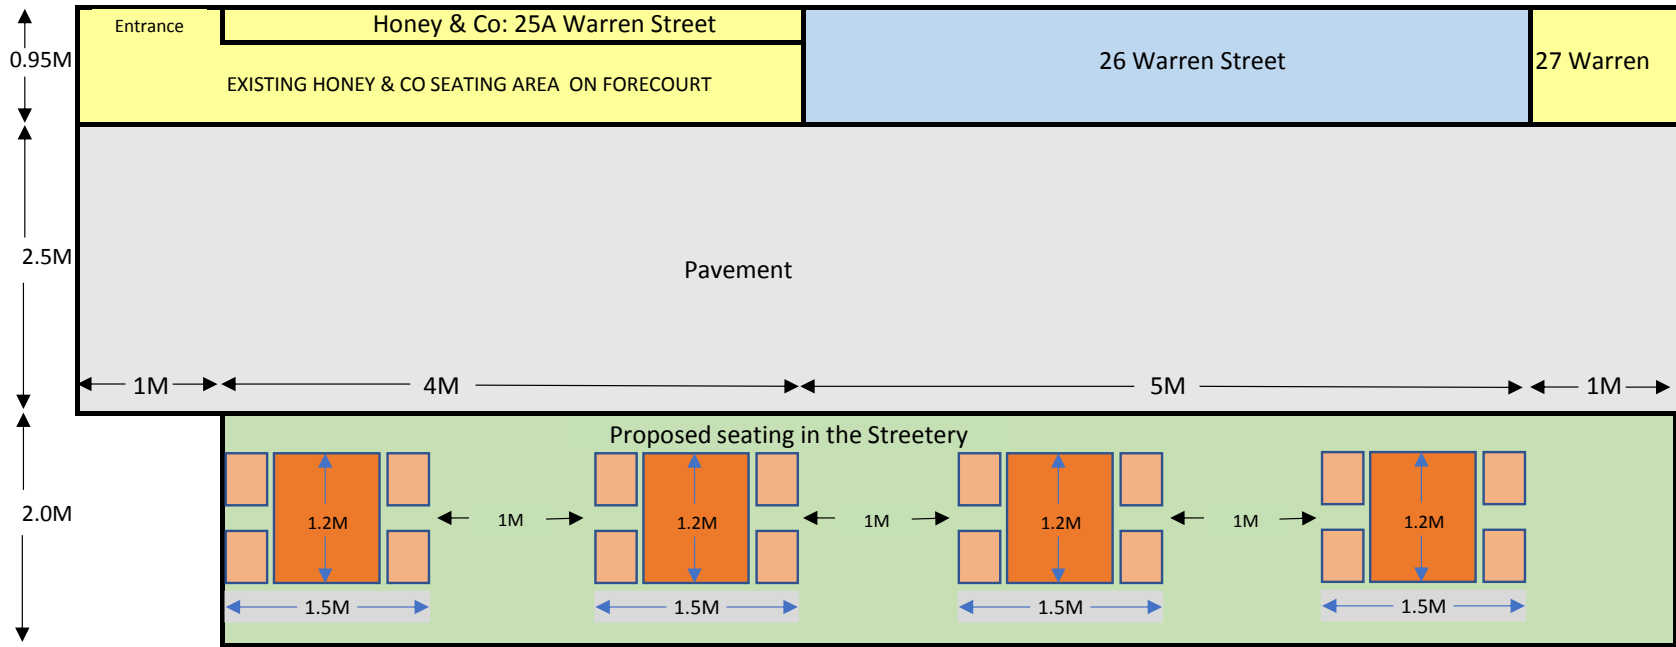 Entrance
Honey & Co: 25A Warren Street
0.95M
26 Warren Street
27 Warren
EXISTING HONEY & CO SEATING AREA ON FORECOURT
2.5M
Pavement
1M
4M
5M
1M
Proposed seating in the Streetery
2.0M
1.2M
1M
1.2M
1M
1.2M
1M
1.2M
1.5M
1.5M
1.5M
1.5M